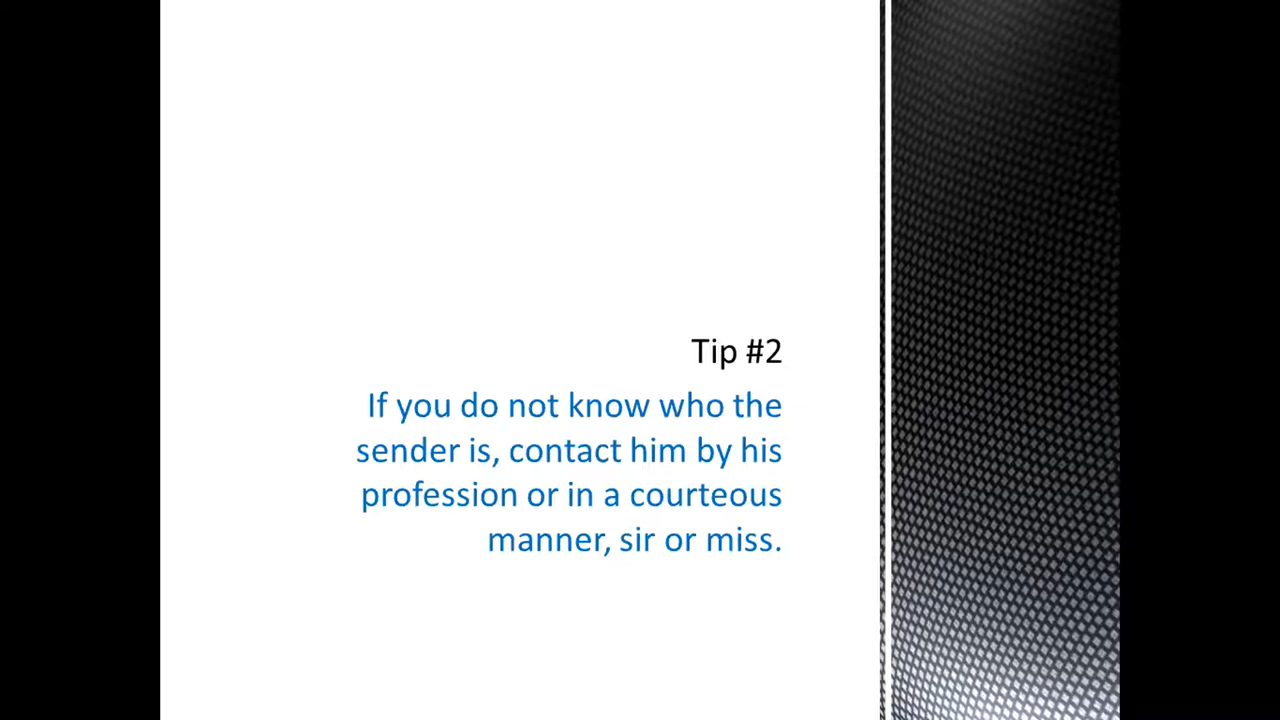 Tip #2
If you do not know who the
sender is, contact him by his
profession or in a courteous
manner, sir or miss.